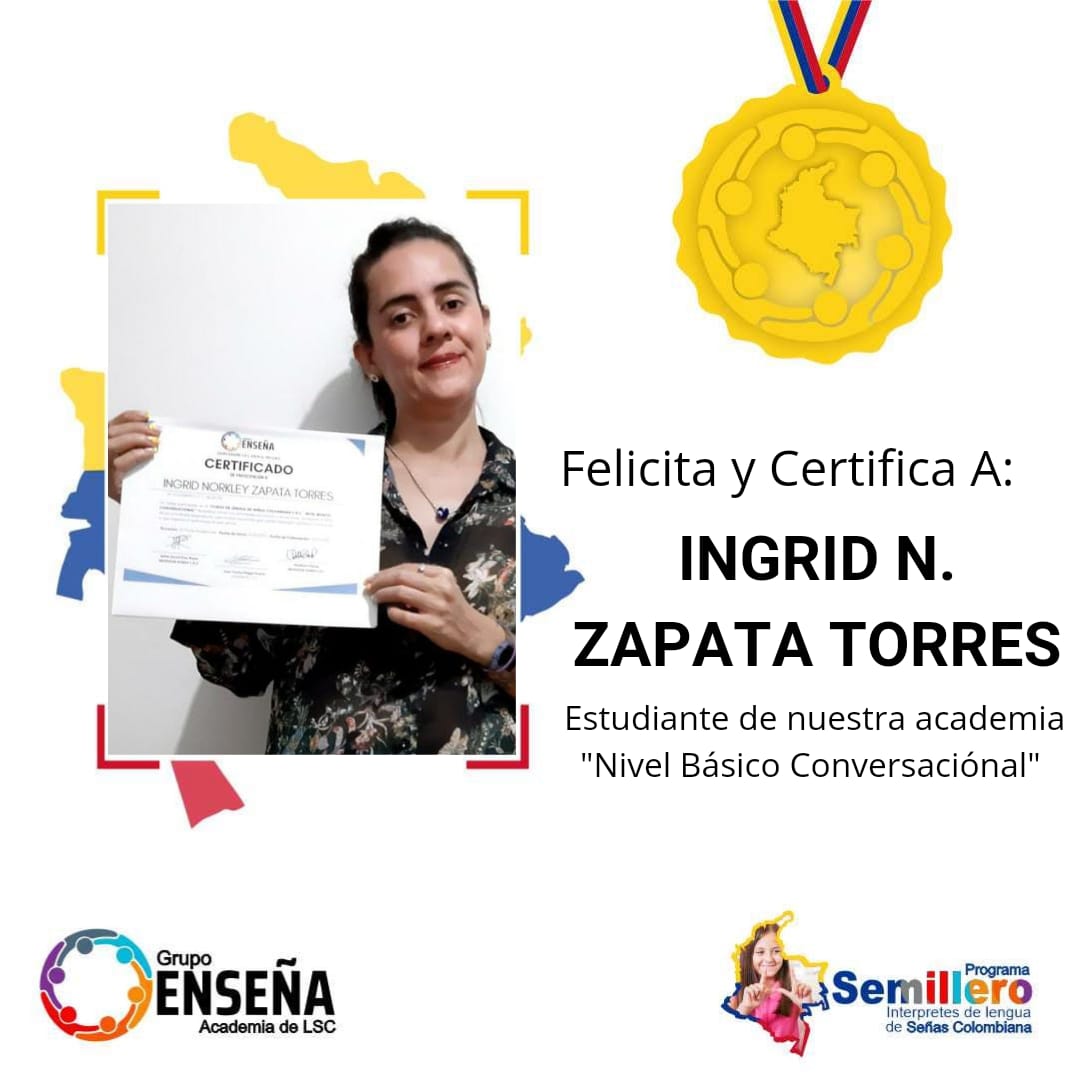 ENSEÑA
CERTIFICADO
INGRID NORKLEY ZAPATA TORRES
Felicita y Certifica A:
INGRID N.
ZAPATA TORRES
Estudiante de nuestra academia
"Nivel Básico Conversaciónal"
Grupo
ENSEÑA
Academia de LSC
Programa
Semillero
Interpretes de lengua
de Señas Colombiana